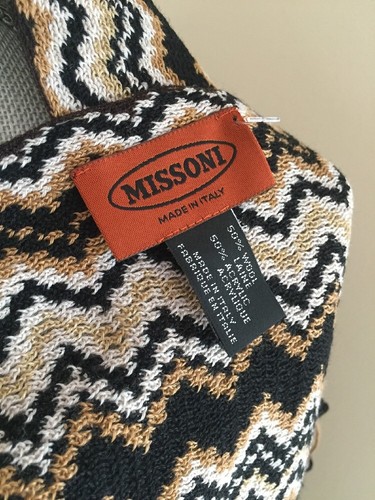 MISSONI
MADE IN ITALY
50% WOOL
LAINE
50% ACRYLIC
ACRYLIQUE
MADE IN ITALY
FABRIQUE EN ITALIE